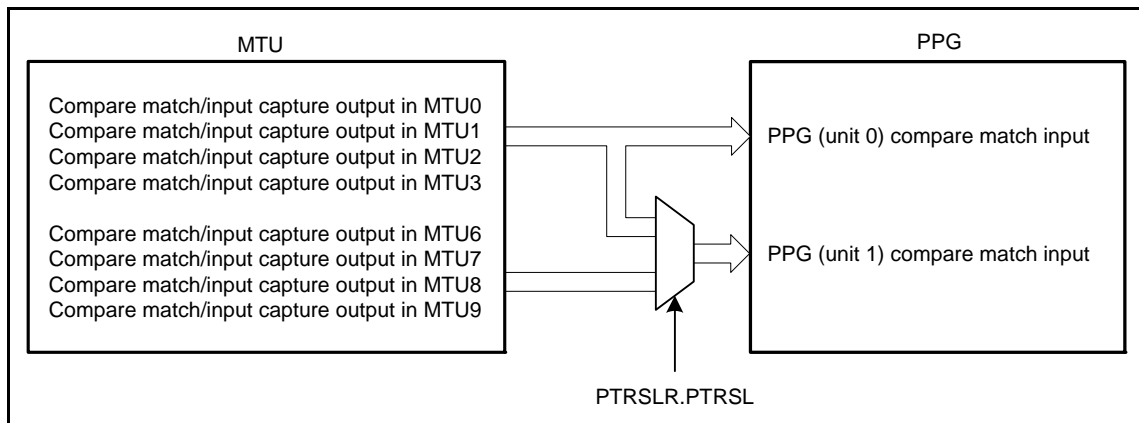 MTU
PPG
Compare match/input capture output in MTU0
Compare match/input capture output in MTU1
Compare match/input capture output in MTU2
Compare match/input capture output in MTU3
Compare match/input capture output in MTU6
Compare match/input capture output in MTU7
Compare match/input capture output in MTU8
Compare match/input capture output in MTU9
PPG (unit 0) compare match input
PPG (unit 1) compare match input
PTRSLR.PTRSL